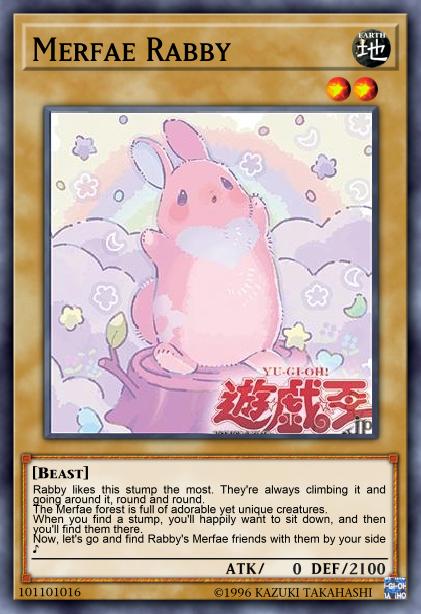 Merfae Rabby
EARTH
地
YU-GI-OH!
遊戯王
.jp
[Beast]
Rabby likes this stump the most. They're always climbing it and
going around it, round and round.
The Merfae forest is full of adorable yet unique creatures.
When you find a stump, you'll happily want to sit down, and then
you'll find them there.
Now, let's go and find Rabby's Merfae friends with them by your side
♪
ATK/ 0 DEF/2100
101101016
©1996 KAZUKI TAKAHASHI